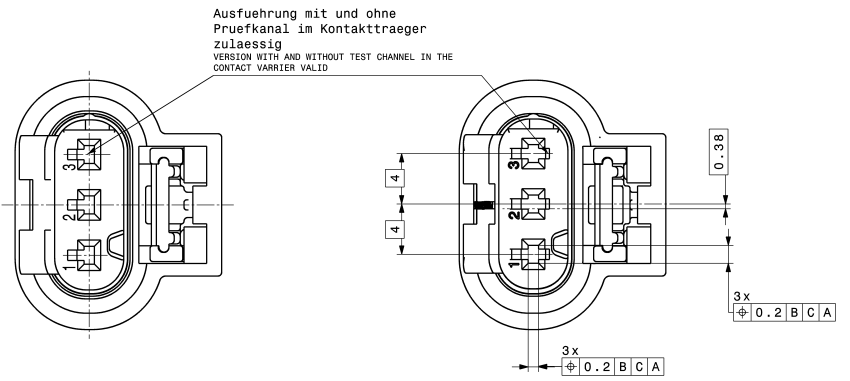 Ausfuehrung mit und ohne
Pruefkanal im Kontakttraeger
zulaessig
VERSION WITH AND WITHOUT TEST CHANNEL IN THE
CONTACT VARRIER VALID
3
2
1
3
2
1
4
4
0.38
3x
⌖ 0.2 B C A
3x
⌖ 0.2 B C A